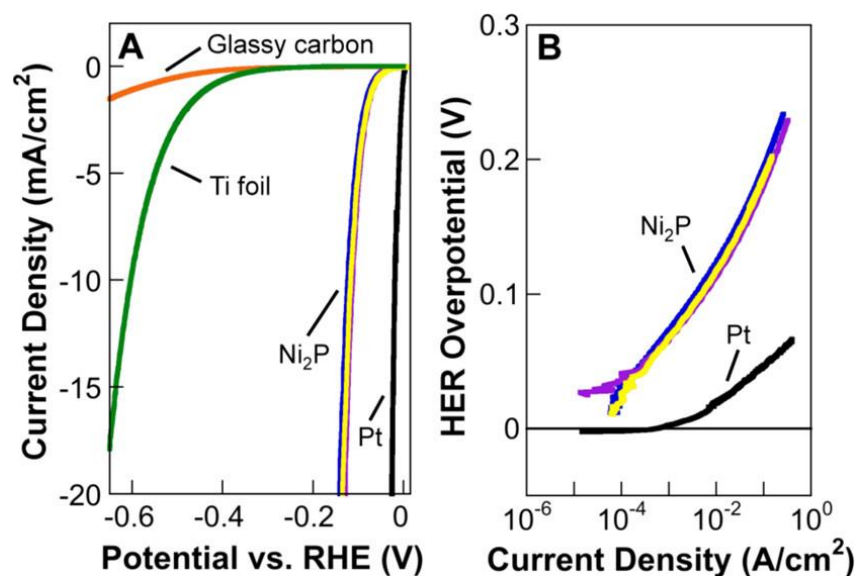 A
Glassy carbon
Ti foil
Ni₂P
Pt
0
-5
-10
-15
-20
-0.6
-0.4
-0.2
0
Current Density (mA/cm²)
Potential vs. RHE (V)
B
Ni₂P
Pt
0.3
0.2
0.1
0
10⁻⁶
10⁻⁴
10⁻²
10⁰
HER Overpotential (V)
Current Density (A/cm²)